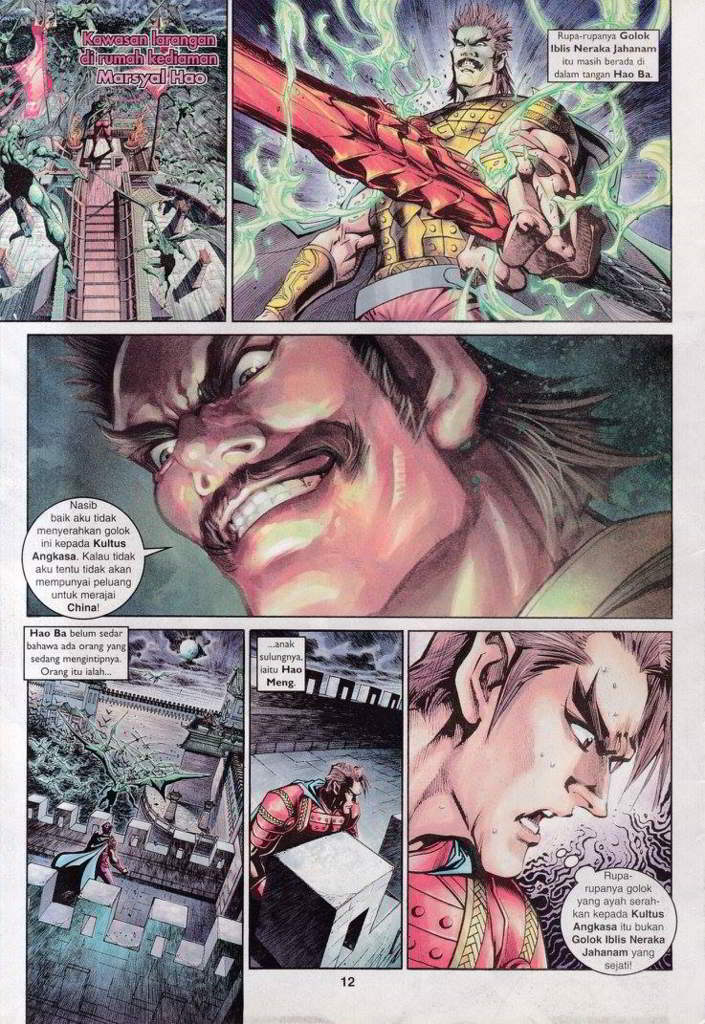 Kawasan larangan
di rumah kediaman
Marsyal Hao
Rupa-rupanya Golok
Iblis Neraka Jahanam
itu masih berada di
dalam tangan Hao Ba.
Nasib
baik aku tidak
menyerahkan golok
ini kepada Kultus
Angkasa. Kalau tidak
aku tentu tidak akan
mempunyai peluang
untuk merajai
China!
Hao Ba belum sedar
bahawa ada orang yang
sedang mengintipnya.
Orang itu ialah...
...anak
sulungnya,
iaitu Hao
Meng.
Rupa-
rupanya golok
yang ayah serah-
kan kepada Kultus
Angkasa itu bukan
Golok Iblis Neraka
Jahanam yang
sejati!
12